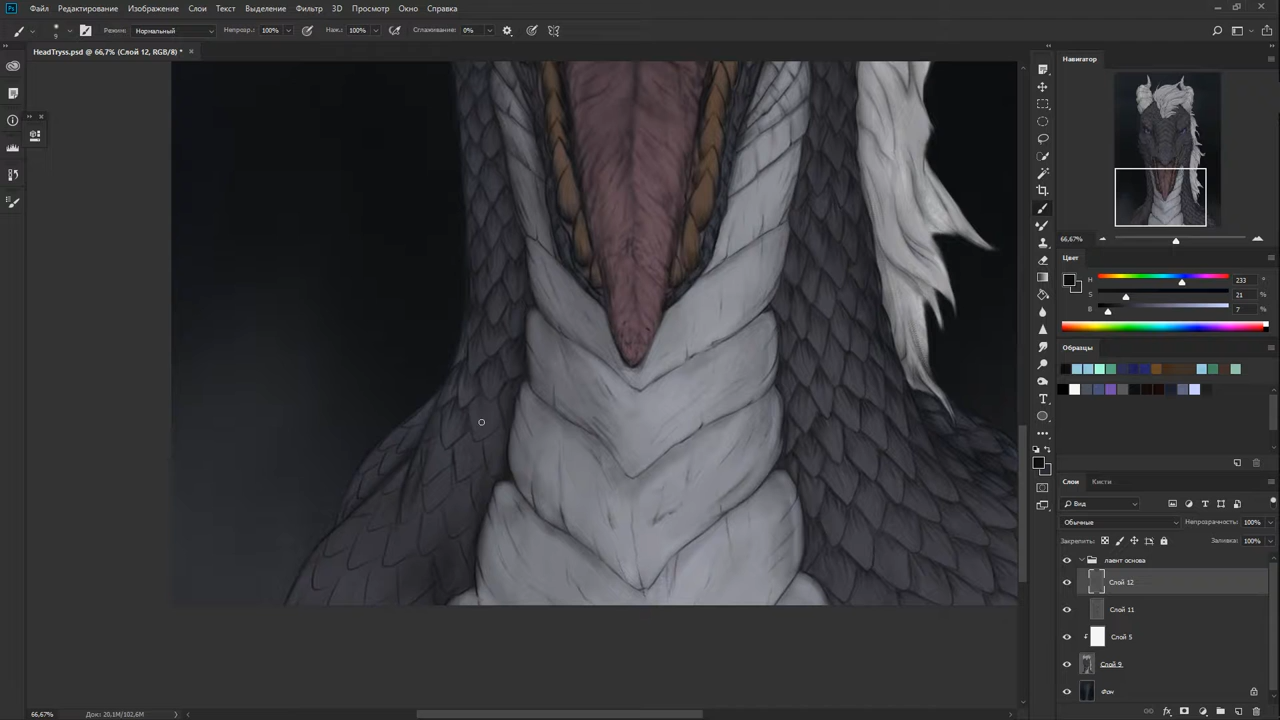 Файл Редактирование Изображение Слои Текст Выделение Фильтр 3D Просмотр Окно Справка
Режим: Нормальный Непрозр.: 100% Наж.: 100% Сглаживание: 0%
9
HeadTryss.psd @ 66,7% (Слой 12, RGB/8) *
Навигатор
66,67%
Цвет
H 233 °
S 21 %
B 7 %
Образцы
Слои Кисти
Вид
Обычные Непрозрачность: 100%
Закрепить: Заливка: 100%
лаент основа
Слой 12
Слой 11
Слой 5
Слой 9
Фон
66,67% Док: 20,1M/102,6M